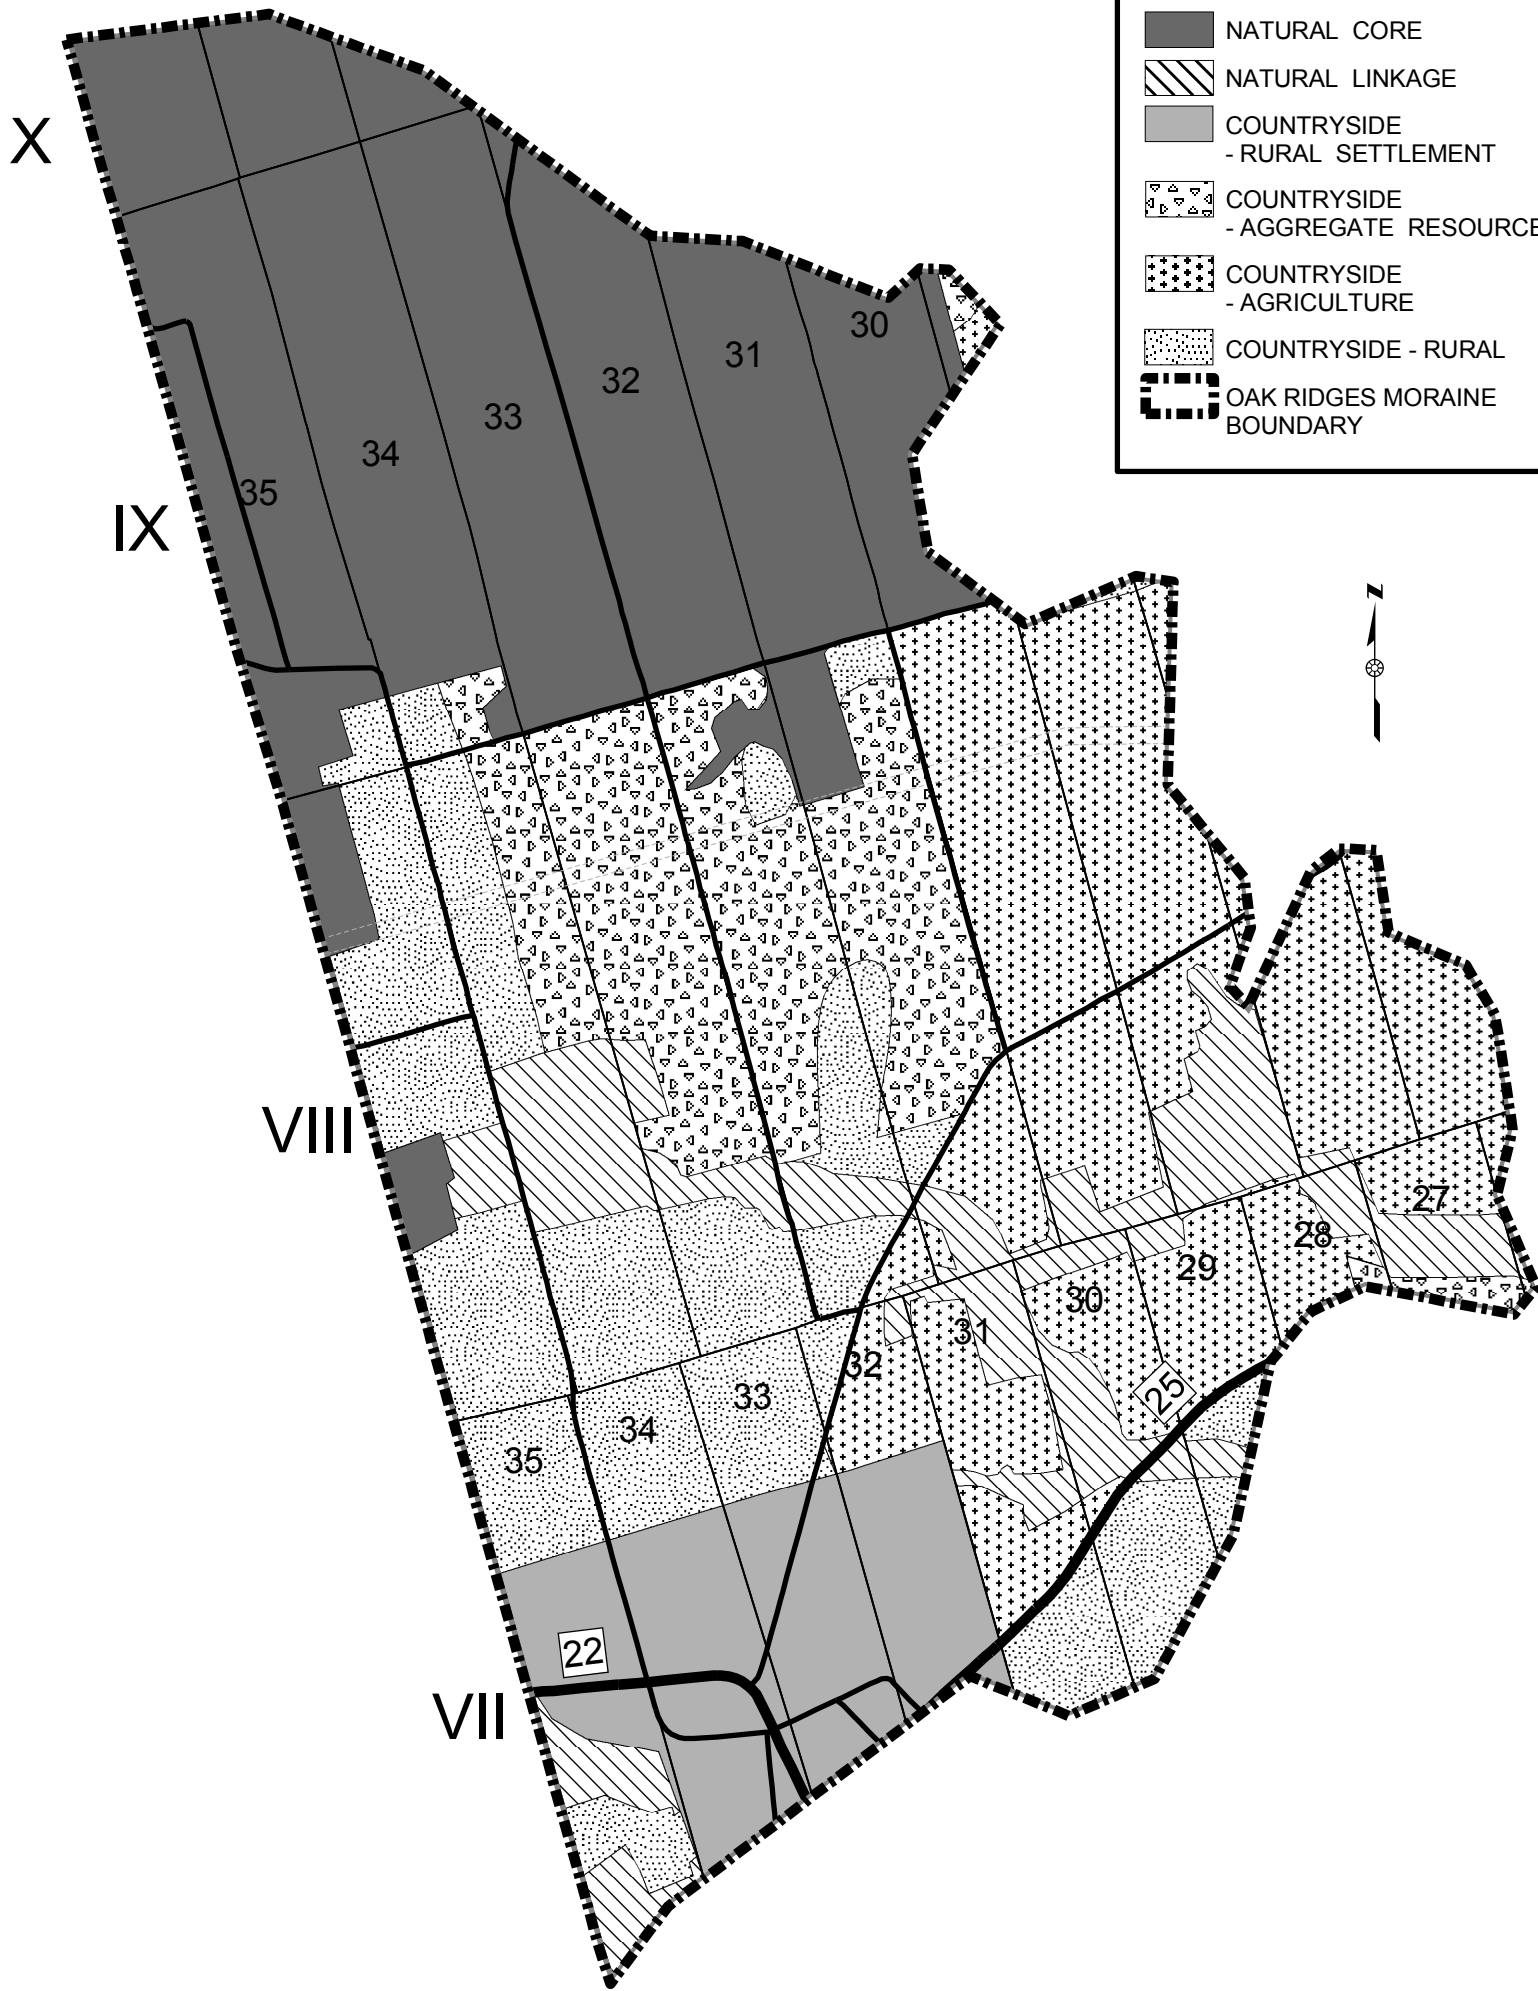 NATURAL CORE
NATURAL LINKAGE
COUNTRYSIDE
- RURAL SETTLEMENT
COUNTRYSIDE
- AGGREGATE RESOURCE
COUNTRYSIDE
- AGRICULTURE
COUNTRYSIDE - RURAL
OAK RIDGES MORAINE
BOUNDARY
X
30
31
32
33
34
35
IX
N
VIII
27
28
29
30
31
32
33
34
35
25
22
VII